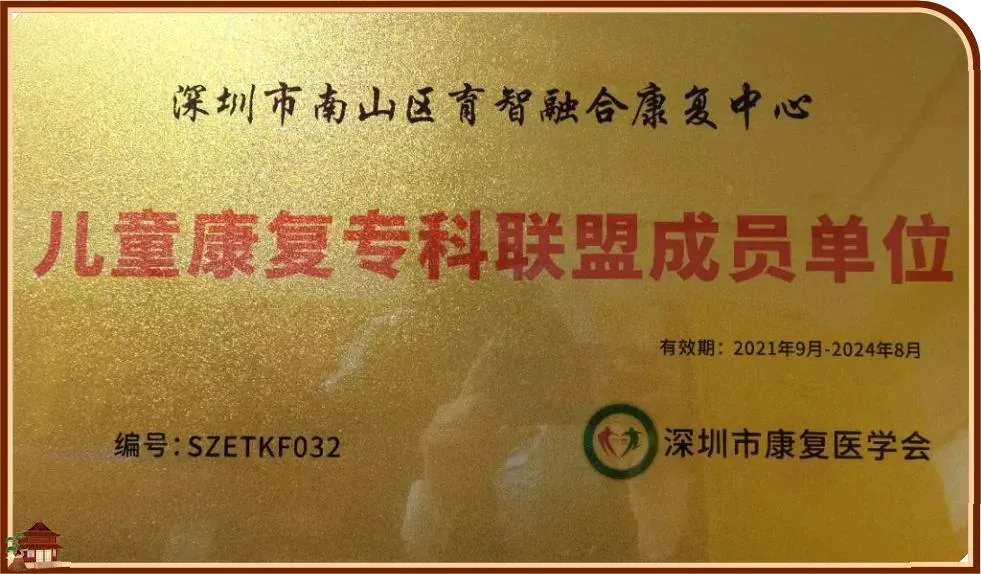 深圳市南山区育智融合康复中心
儿童康复专科联盟成员单位
有效期：2021年9月-2024年8月
编号：SZETKF032
深圳市康复医学会